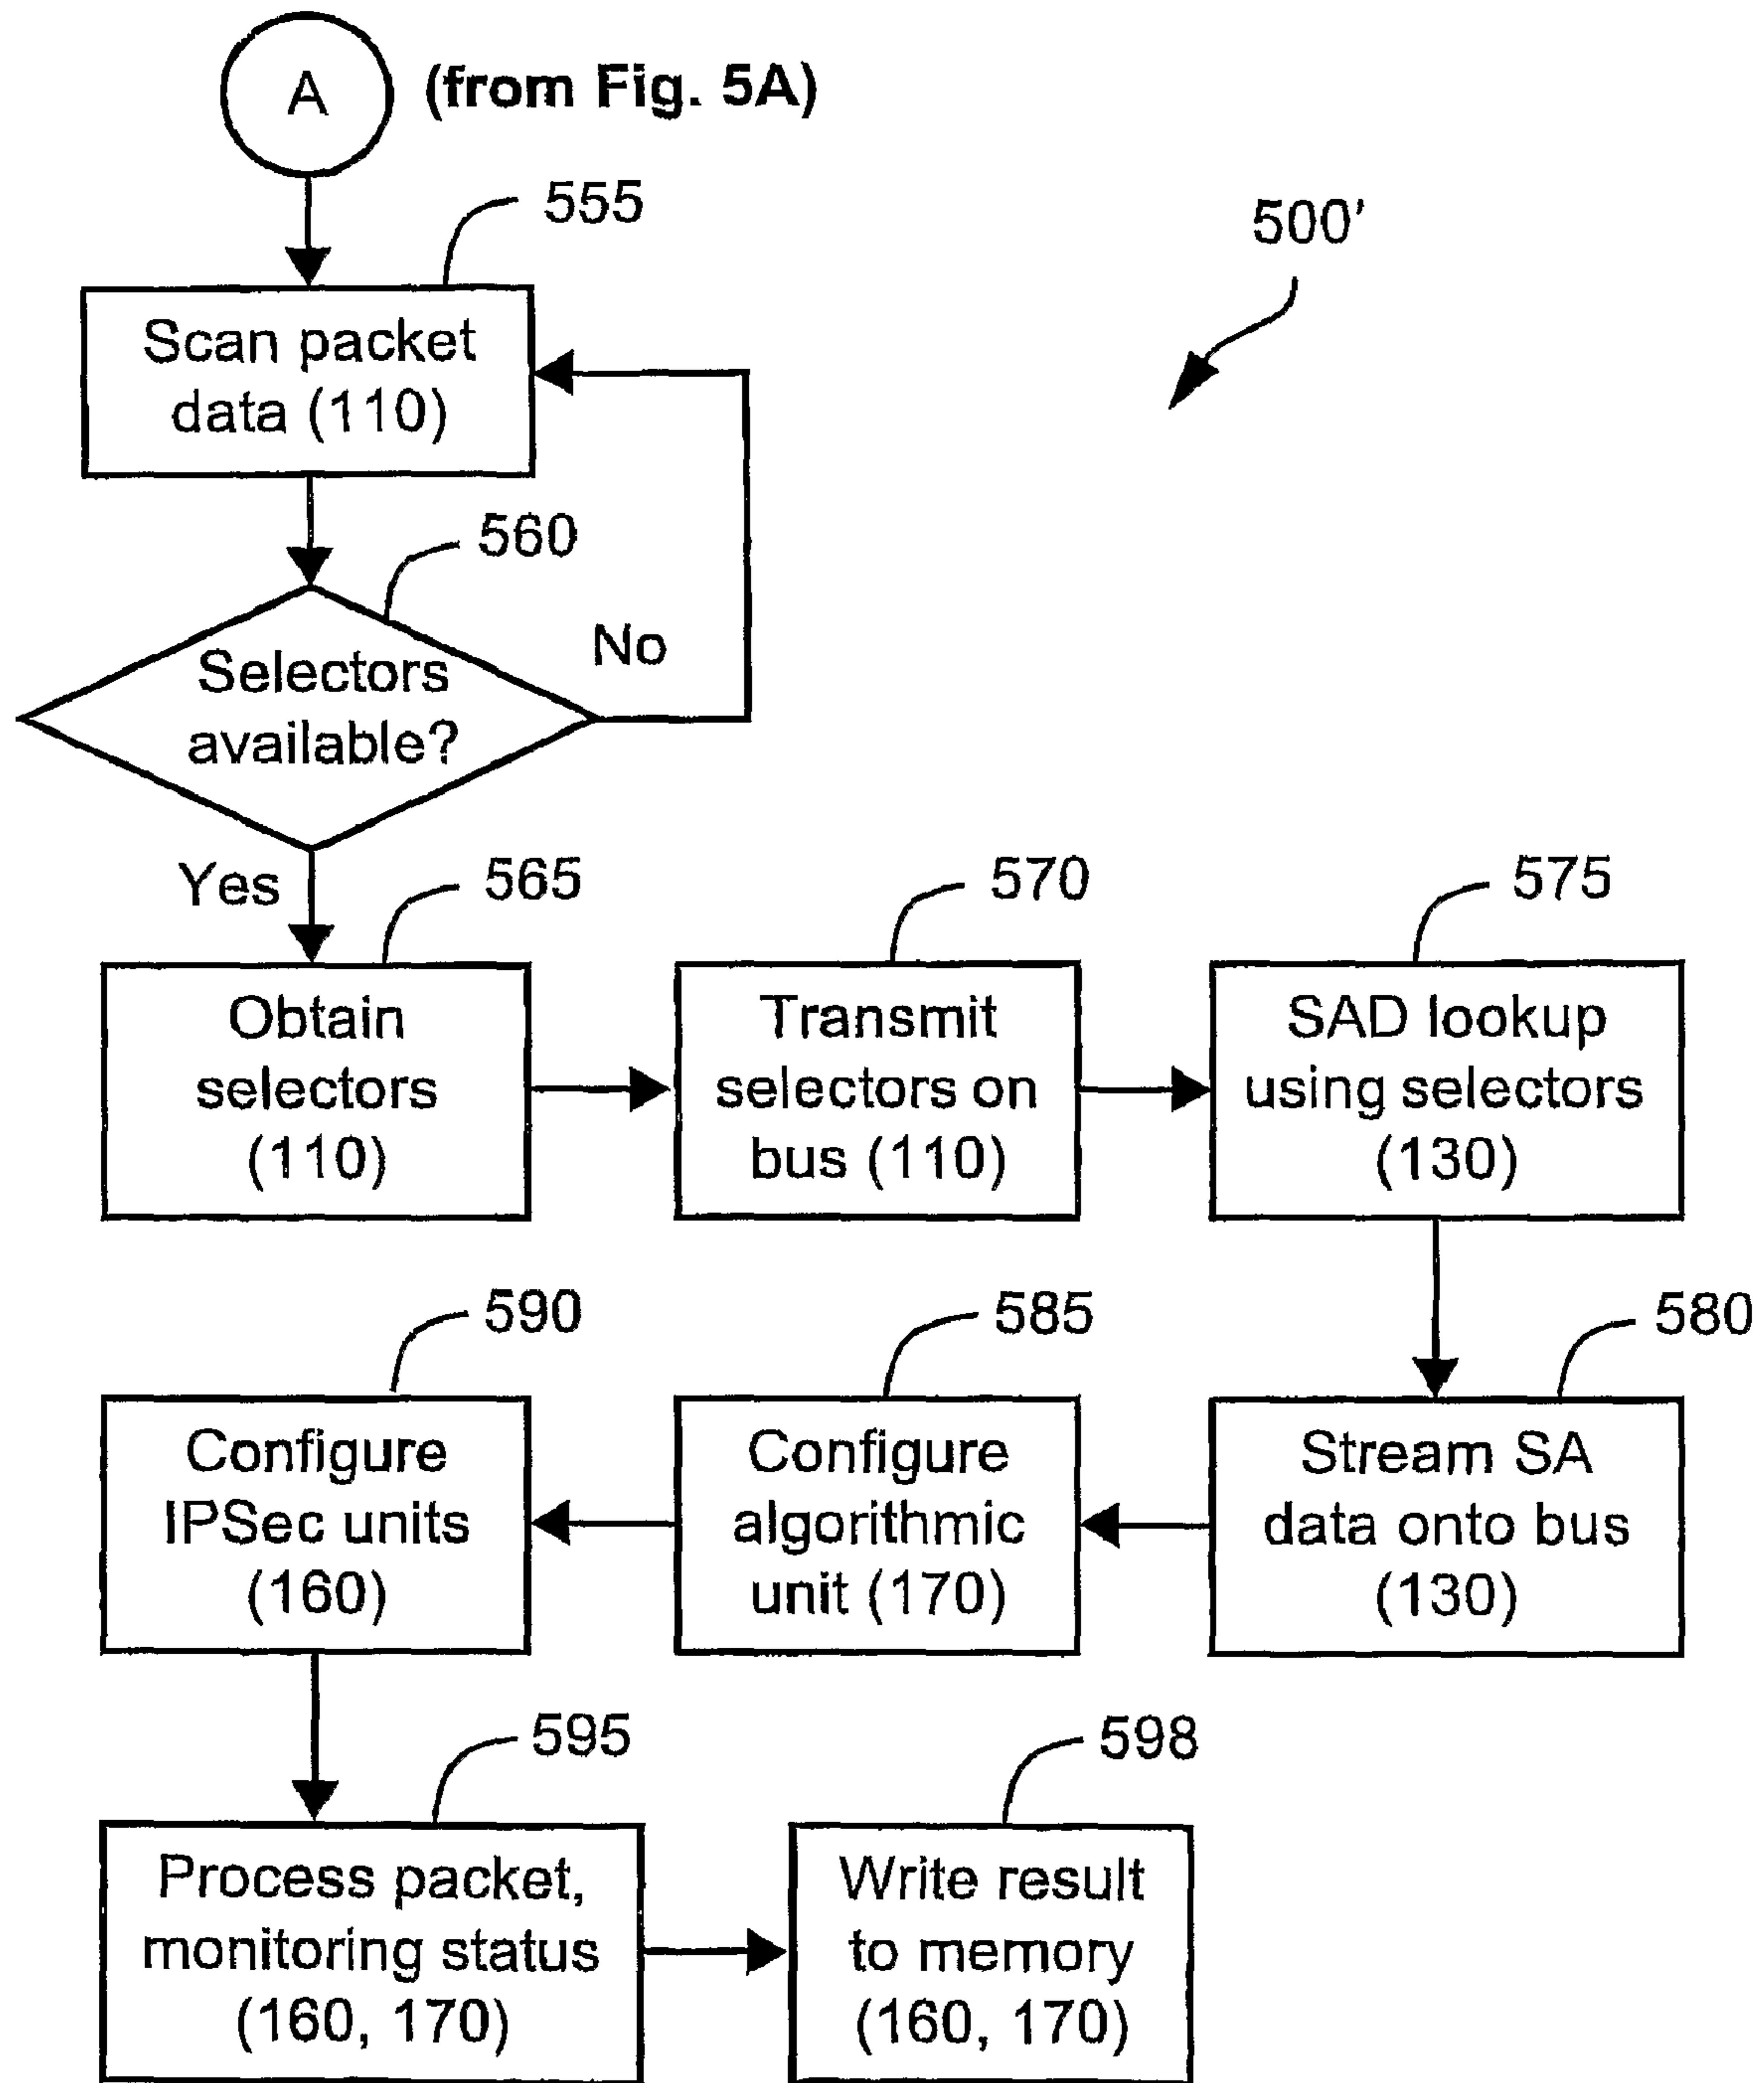 A
(from Fig. 5A)
555
500'
Scan packet
data (110)
560
No
Selectors
available?
Yes
565
570
575
Obtain
selectors
(110)
Transmit
selectors on
bus (110)
SAD lookup
using selectors
(130)
590
585
580
Configure
IPSec units
(160)
Configure
algorithmic
unit (170)
Stream SA
data onto bus
(130)
595
598
Process packet,
monitoring status
(160, 170)
Write result
to memory
(160, 170)